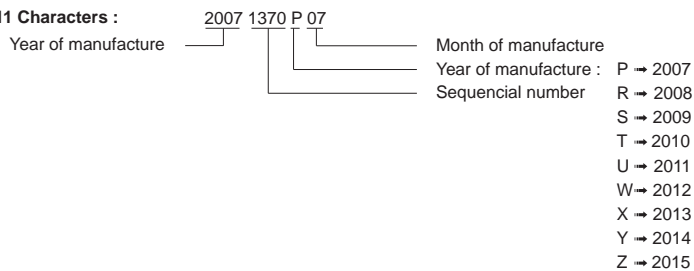 11 Characters :
2007 1370 P 07
Year of manufacture
Month of manufacture
Year of manufacture : P ➟ 2007
Sequencial number R ➟ 2008
S ➟ 2009
T ➟ 2010
U ➟ 2011
W➟ 2012
X ➟ 2013
Y ➟ 2014
Z ➟ 2015